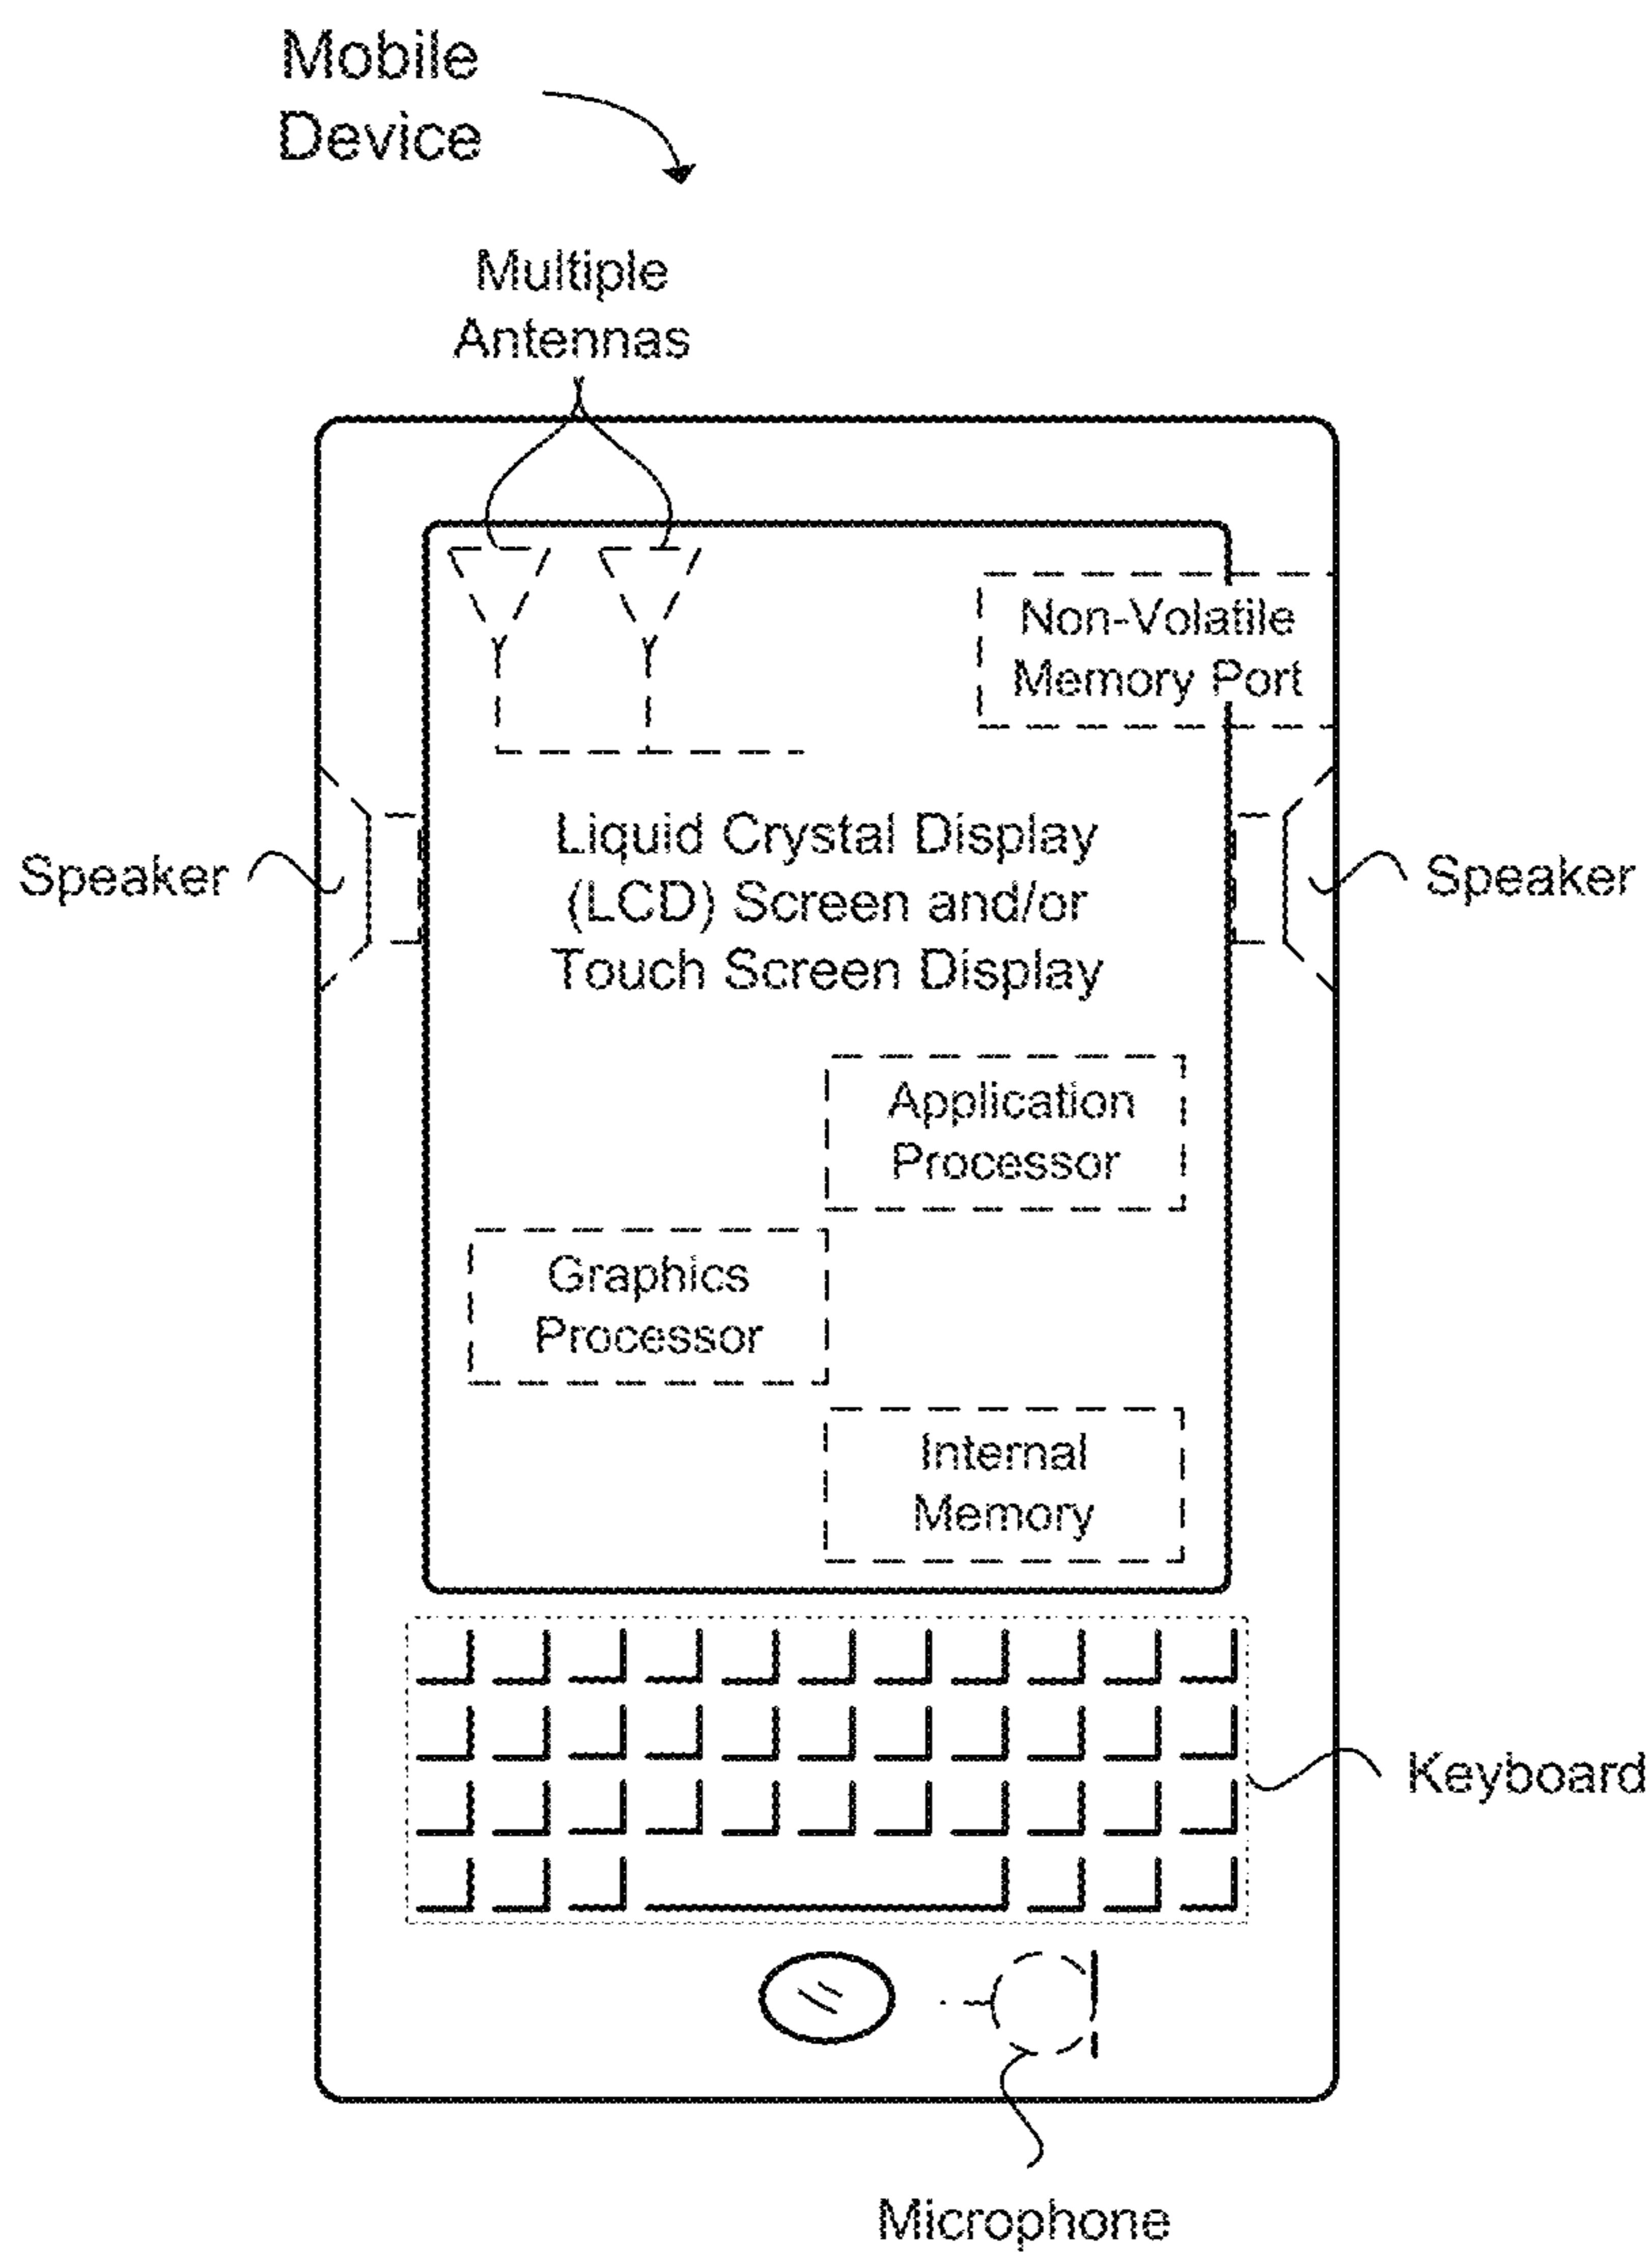 Mobile
Device
Multiple
Antennas
Non-Volatile
Memory Port
Speaker
Liquid Crystal Display
(LCD) Screen and/or
Touch Screen Display
Speaker
Application
Processor
Graphics
Processor
Internal
Memory
Keyboard
Microphone